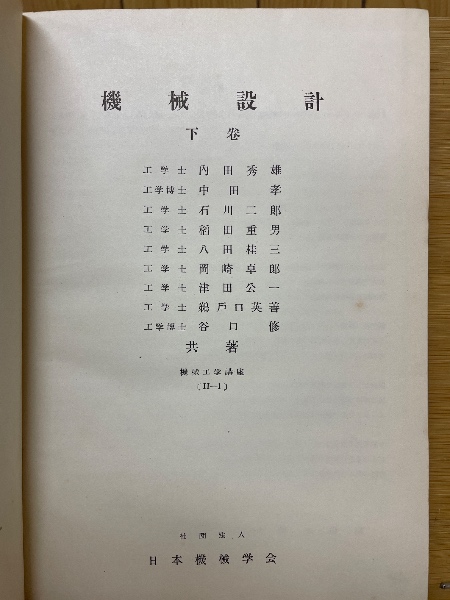 機械設計
下巻
工学士 内田秀雄
工学博士 中田孝
工学士 石川二郎
工学士 稲田重男
工学士 八田桂三
工学士 岡崎卓郎
工学士 津田公一
工学士 鵜戸口英善
工学博士 谷口修
共著
機械工学講座
(II—1)
社団法人
日本機械学会